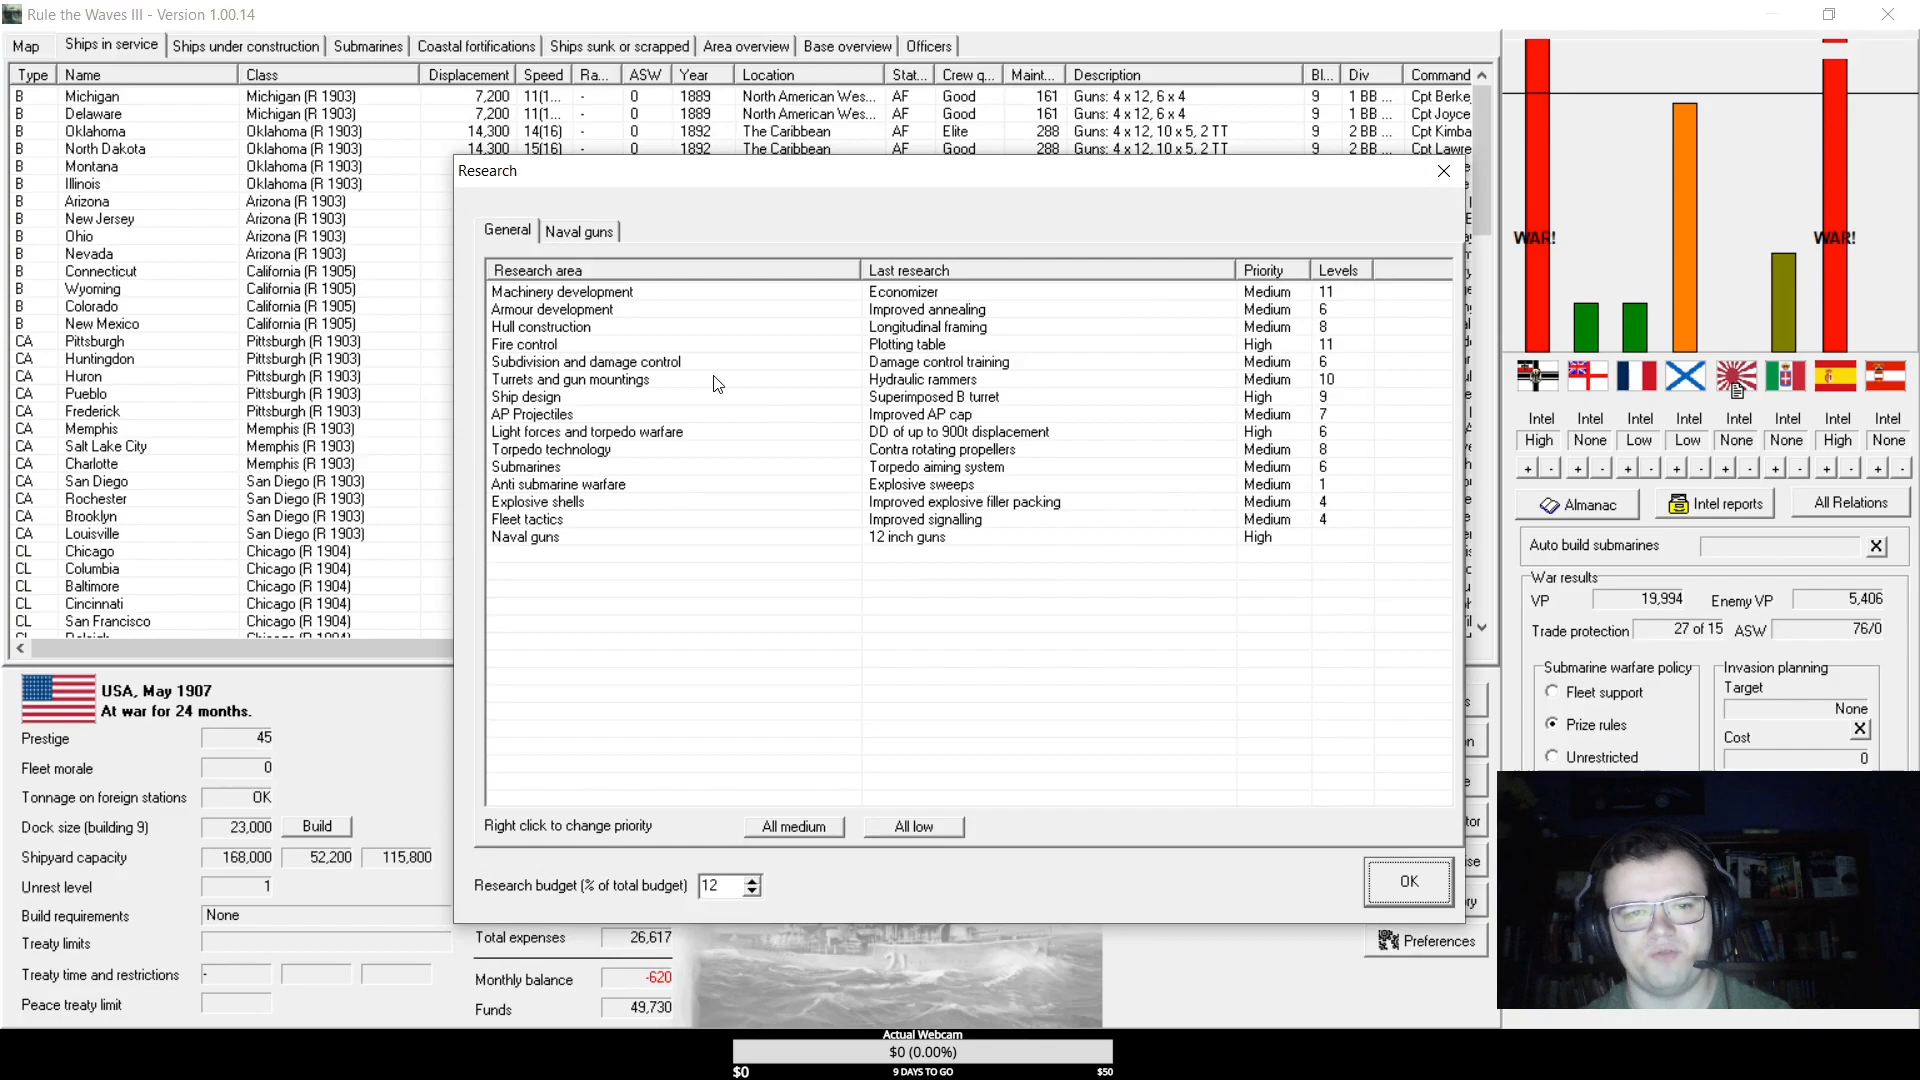 Rule the Waves III - Version 1.00.14
Map Ships in service Ships under construction Submarines Coastal fortifications Ships sunk or scrapped Area overview Base overview Officers
Type Name Class Displacement Speed Ra... ASW Year Location Stat... Crew q... Maint... Description Bl... Div Command
B Michigan Michigan (R 1903) 7,200 11(1... - 0 1889 North American Wes... AF Good 161 Guns: 4 x 12, 6 x 4 9 1 BB ... Cpt Berke
B Delaware Michigan (R 1903) 7,200 11(1... - 0 1889 North American Wes... AF Good 161 Guns: 4 x 12, 6 x 4 9 1 BB ... Cpt Joyce
B Oklahoma Oklahoma (R 1903) 14,300 14(16) - 0 1892 The Caribbean AF Elite 288 Guns: 4 x 12, 10 x 5, 2 TT 9 2 BB ... Cpt Kimba
B North Dakota Oklahoma (R 1903) 14,300 15(16) - 0 1892 The Caribbean AF Good 288 Guns: 4 x 12, 10 x 5, 2 TT 9 2 BB ... Cpt Lawre
B Montana Oklahoma (R 1903)
B Illinois Oklahoma (R 1903)
B Arizona Arizona (R 1903)
B New Jersey Arizona (R 1903)
B Ohio Arizona (R 1903)
B Nevada Arizona (R 1903)
B Connecticut California (R 1905)
B Wyoming California (R 1905)
B Colorado California (R 1905)
B New Mexico California (R 1905)
CA Pittsburgh Pittsburgh (R 1903)
CA Huntingdon Pittsburgh (R 1903)
CA Huron Pittsburgh (R 1903)
CA Pueblo Pittsburgh (R 1903)
CA Frederick Pittsburgh (R 1903)
CA Memphis Memphis (R 1903)
CA Salt Lake City Memphis (R 1903)
CA Charlotte Memphis (R 1903)
CA San Diego San Diego (R 1903)
CA Rochester San Diego (R 1903)
CA Brooklyn San Diego (R 1903)
CA Louisville San Diego (R 1903)
CL Chicago Chicago (R 1904)
CL Columbia Chicago (R 1904)
CL Baltimore Chicago (R 1904)
CL Cincinnati Chicago (R 1904)
CL San Francisco Chicago (R 1904)
Research
General Naval guns
Research area Last research Priority Levels
Machinery development Economizer Medium 11
Armour development Improved annealing Medium 6
Hull construction Longitudinal framing Medium 8
Fire control Plotting table High 11
Subdivision and damage control Damage control training Medium 6
Turrets and gun mountings Hydraulic rammers Medium 10
Ship design Superimposed B turret High 9
AP Projectiles Improved AP cap Medium 7
Light forces and torpedo warfare DD of up to 900t displacement High 6
Torpedo technology Contra rotating propellers Medium 8
Submarines Torpedo aiming system Medium 6
Anti submarine warfare Explosive sweeps Medium 1
Explosive shells Improved explosive filler packing Medium 4
Fleet tactics Improved signalling Medium 4
Naval guns 12 inch guns High
Right click to change priority All medium All low
Research budget (% of total budget) 12
OK
USA, May 1907
At war for 24 months.
Prestige 45
Fleet morale 0
Tonnage on foreign stations OK
Dock size (building 9) 23,000 Build
Shipyard capacity 168,000 52,200 115,800
Unrest level 1
Build requirements None
Treaty limits
Treaty time and restrictions -
Peace treaty limit
Total expenses 26,617
Monthly balance -620
Funds 49,730
Preferences
WAR! WAR!
Intel Intel Intel Intel Intel Intel Intel Intel
High None Low Low None None High None
+ - + - + - + - + - + - + - + -
Almanac Intel reports All Relations
Auto build submarines X
War results
VP 19,994 Enemy VP 5,406
Trade protection 27 of 15 ASW 76/0
Submarine warfare policy Invasion planning
Fleet support Target
None
Prize rules Cost X
Unrestricted 0
Actual Webcam
$0 (0.00%)
$0 9 DAYS TO GO $50